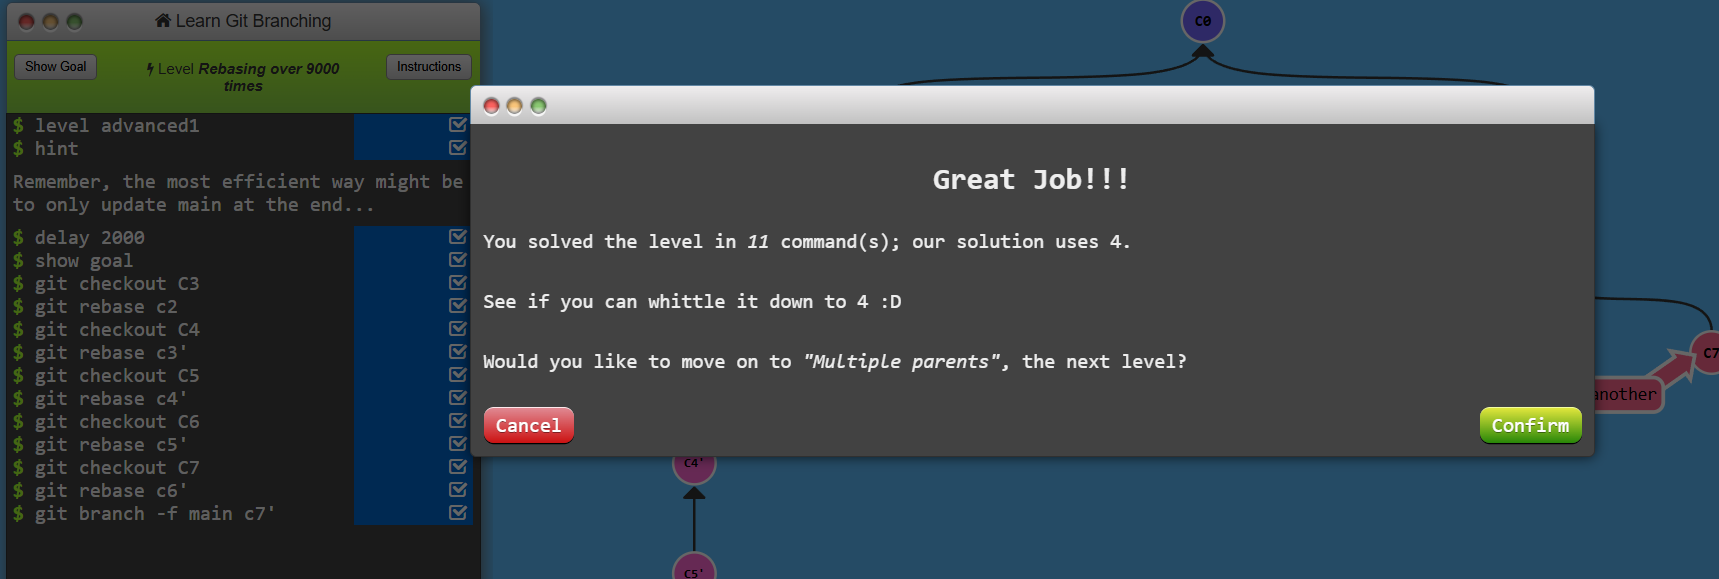 Learn Git Branching
Show Goal
Level Rebasing over 9000
times
Instructions
$ level advanced1
$ hint
Remember, the most efficient way might be
to only update main at the end...
$ delay 2000
$ show goal
$ git checkout C3
$ git rebase c2
$ git checkout C4
$ git rebase c3'
$ git checkout C5
$ git rebase c4'
$ git checkout C6
$ git rebase c5'
$ git checkout C7
$ git rebase c6'
$ git branch -f main c7'
C0
Great Job!!!
You solved the level in 11 command(s); our solution uses 4.
See if you can whittle it down to 4 :D
Would you like to move on to "Multiple parents", the next level?
Cancel
Confirm
C7
another
C4'
C5'